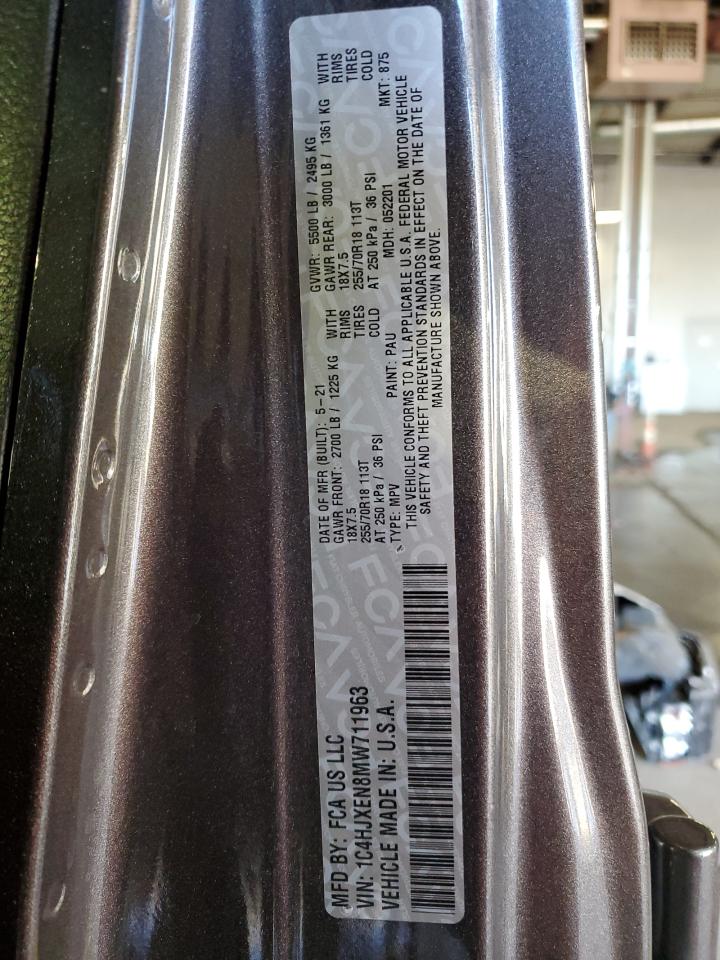 MFD BY: FCA US LLC
VIN: 1C4HJXEN8MW711963
VEHICLE MADE IN: U.S.A.
DATE OF MFR (BUILT): 5-21 GVWR: 5500 LB / 2495 KG
GAWR FRONT: 2700 LB / 1225 KG WITH GAWR REAR: 3000 LB / 1361 KG WITH
18X7.5 RIMS 18X7.5 RIMS
255/70R18 113T TIRES 255/70R18 113T TIRES
AT 250 kPa / 36 PSI COLD AT 250 kPa / 36 PSI COLD
TYPE: MPV PAINT: PAU MDH: 052201 MKT: 875
THIS VEHICLE CONFORMS TO ALL APPLICABLE U.S.A. FEDERAL MOTOR VEHICLE
SAFETY AND THEFT PREVENTION STANDARDS IN EFFECT ON THE DATE OF
MANUFACTURE SHOWN ABOVE.